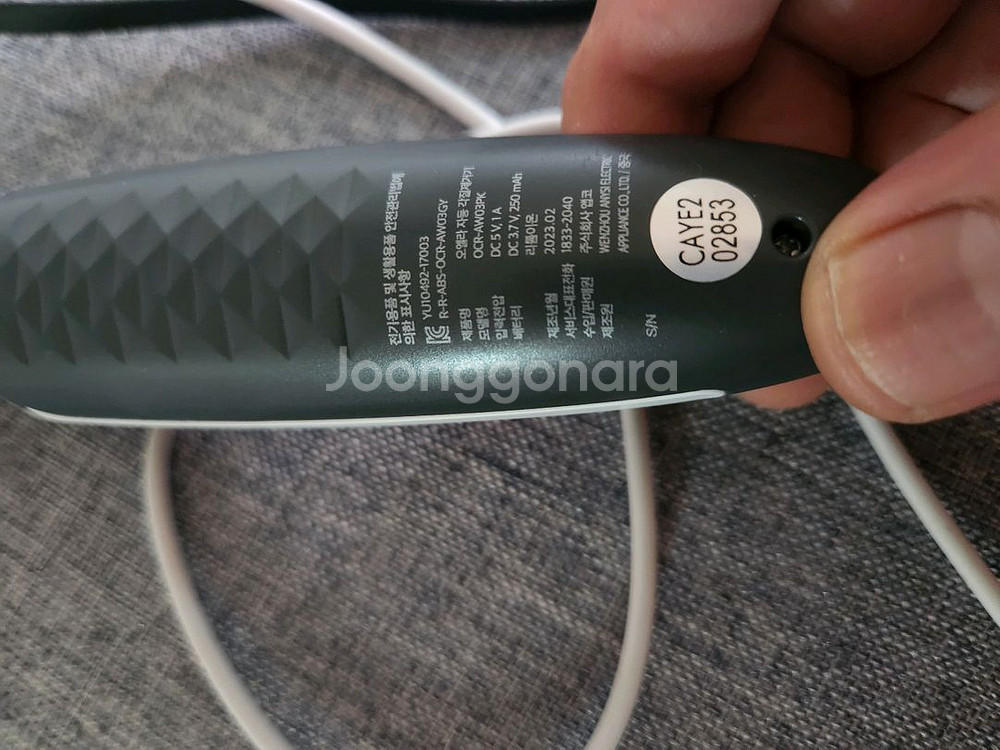 전기용품 및 생활용품 안전관리법에
의한 표시사항
YU10492-17003
R-R-ABS-OCR-AW03GY
제품명 오엘라 자동 각질제거기
모델명 OCR-AW03PK
입력전압 DC 5 V, 1 A
배터리 DC 3.7 V, 250 mAh
리튬이온
제조년월 2023.02
서비스대표전화 1833-2040
수입/판매원 주식회사 앱코
제조원 WENZHOU ANYSI ELECTRIC
APPLIANCE CO., LTD. / 중국
S/N
CAYE2
02853
Joonggonara